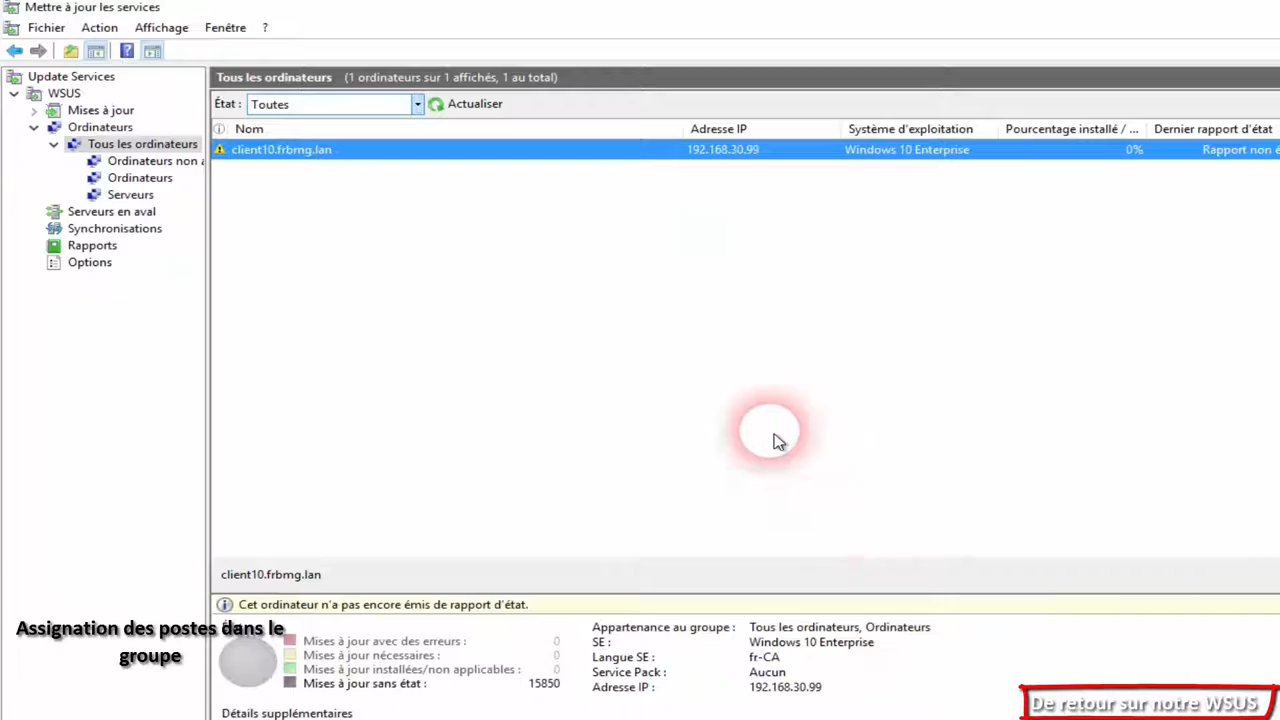 Mettre à jour les services
Fichier Action Affichage Fenêtre ?
Update Services
WSUS
Mises à jour
Ordinateurs
Tous les ordinateurs
Ordinateurs non a
Ordinateurs
Serveurs
Serveurs en aval
Synchronisations
Rapports
Options
Tous les ordinateurs (1 ordinateurs sur 1 affichés, 1 au total)
État : Toutes Actualiser
Nom Adresse IP Système d'exploitation Pourcentage installé / ... Dernier rapport d'état
client10.frbmg.lan 192.168.30.99 Windows 10 Enterprise 0% Rapport non é
client10.frbmg.lan
Cet ordinateur n'a pas encore émis de rapport d'état.
Mises à jour avec des erreurs : 0
Mises à jour nécessaires : 0
Mises à jour installées/non applicables : 0
Mises à jour sans état : 15850
Appartenance au groupe : Tous les ordinateurs, Ordinateurs
SE : Windows 10 Enterprise
Langue SE : fr-CA
Service Pack : Aucun
Adresse IP : 192.168.30.99
Détails supplémentaires
Assignation des postes dans le
groupe
De retour sur notre WSUS